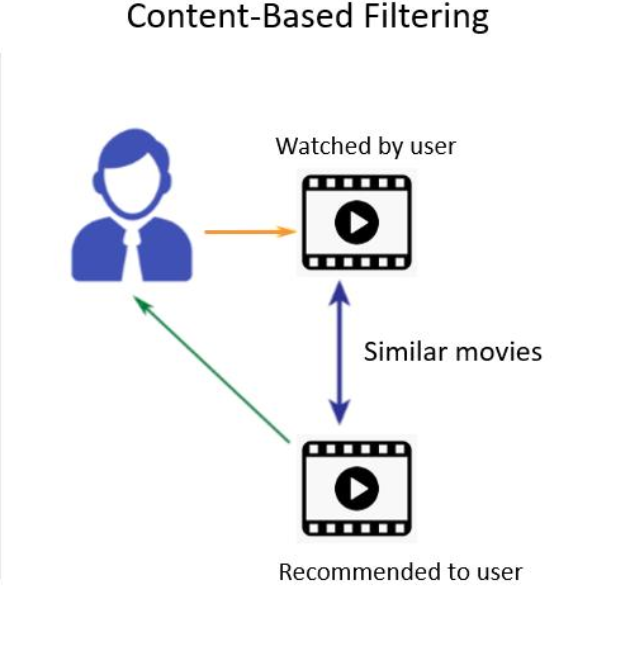 Content-Based Filtering
Watched by user
Similar movies
Recommended to user